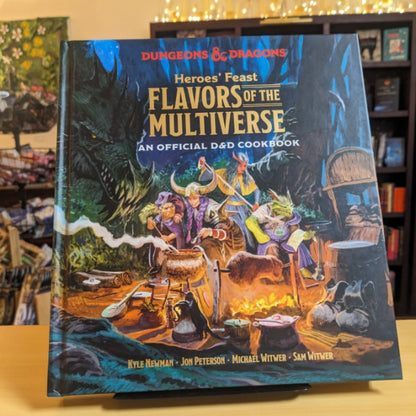 DUNGEONS & DRAGONS
Heroes' Feast
FLAVORS OF THE
MULTIVERSE
AN OFFICIAL D&D COOKBOOK
KYLE NEWMAN · JON PETERSON · MICHAEL WITWER · SAM WITWER